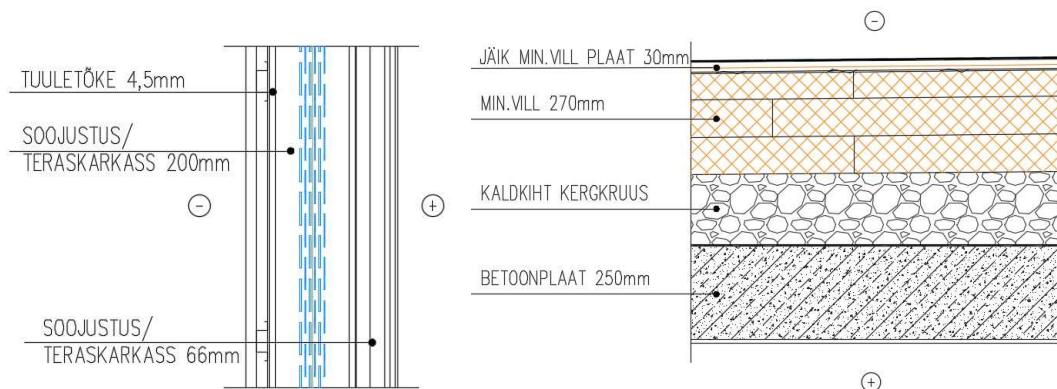 TUULETÕKE 4,5mm
SOOJUSTUS/
TERASKARKASS 200mm
SOOJUSTUS/
TERASKARKASS 66mm
JÄIK MIN.VILL PLAAT 30mm
MIN.VILL 270mm
KALDKIHT KERGKRUUS
BETOONPLAAT 250mm